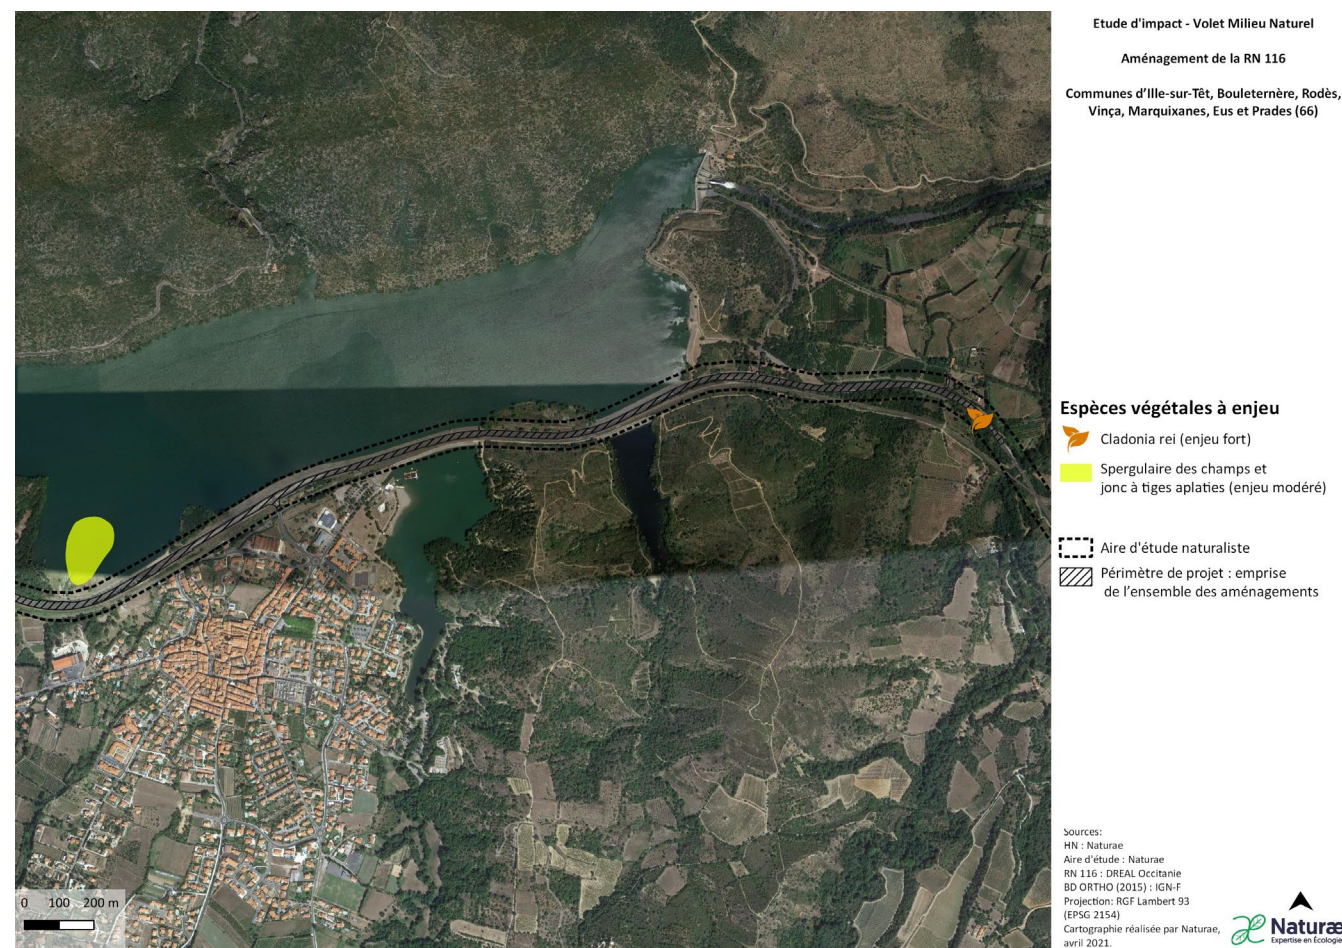 Etude d'impact - Volet Milieu Naturel
Aménagement de la RN 116
Communes d'Ille-sur-Têt, Bouleternère, Rodès,
Vinça, Marquixanes, Eus et Prades (66)
Espèces végétales à enjeu
Cladonia rei (enjeu fort)
Spergulaire des champs et
jonc à tiges aplaties (enjeu modéré)
Aire d'étude naturaliste
Périmètre de projet : emprise
de l'ensemble des aménagements
0 100 200 m
Sources:
HN : Naturae
Aire d'étude : Naturae
RN 116 : DREAL Occitanie
BD ORTHO (2015) : IGN-F
Projection: RGF Lambert 93
(EPSG 2154)
Cartographie réalisée par Naturae,
avril 2021.
Naturæ
Expertise en Écologie